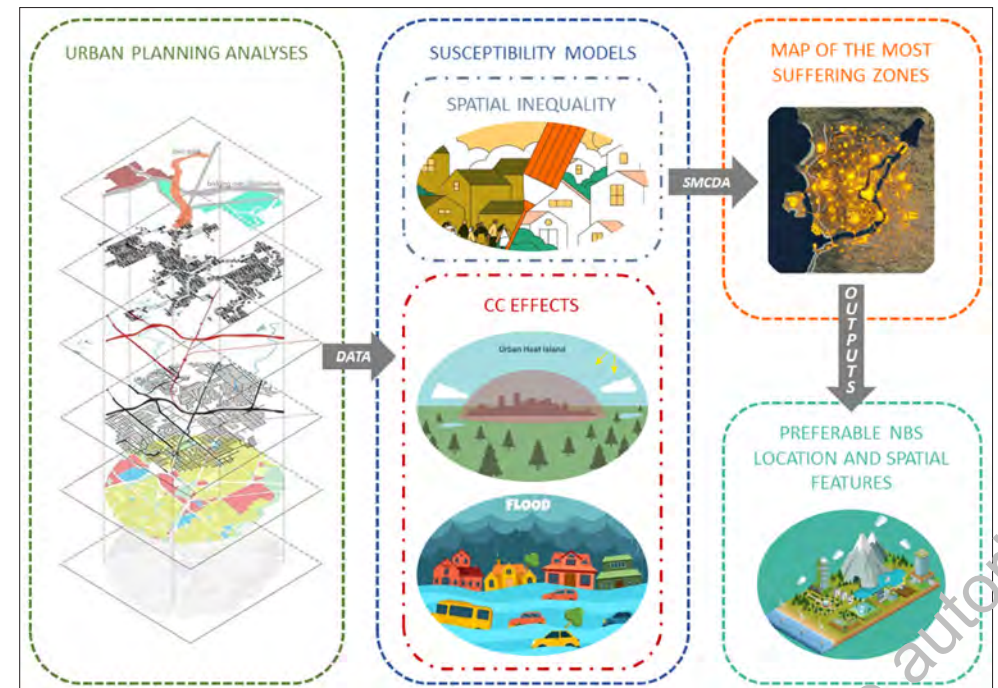 URBAN PLANNING ANALYSES
DATA
SUSCEPTIBILITY MODELS
SPATIAL INEQUALITY
CC EFFECTS
Urban Heat Island
FLOOD
SMCDA
MAP OF THE MOST
SUFFERING ZONES
OUTPUTS
PREFERABLE NBS
LOCATION AND SPATIAL
FEATURES